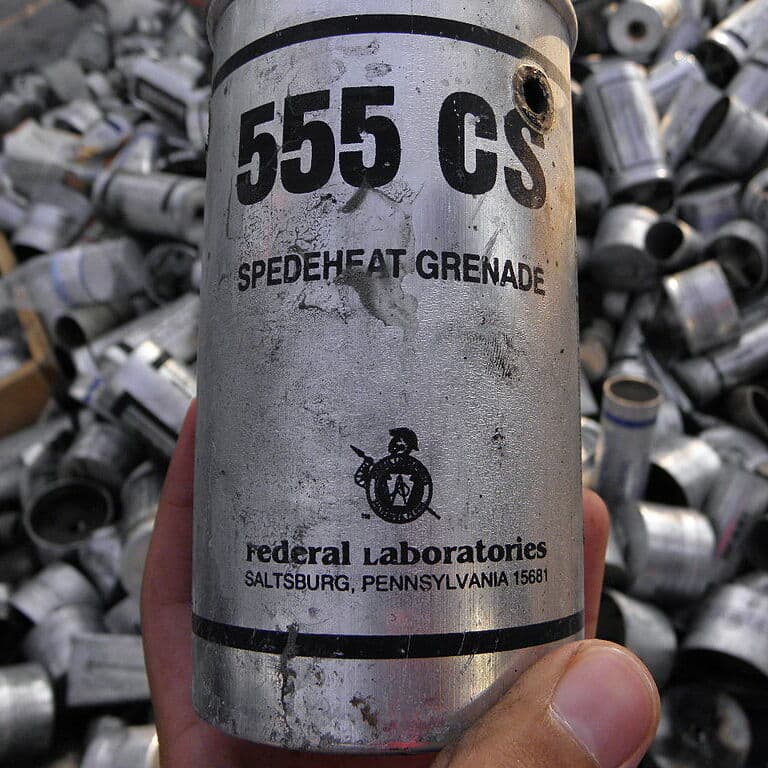 555 CS
SPEDEHEAT GRENADE
Federal Laboratories
SALTSBURG, PENNSYLVANIA 15681